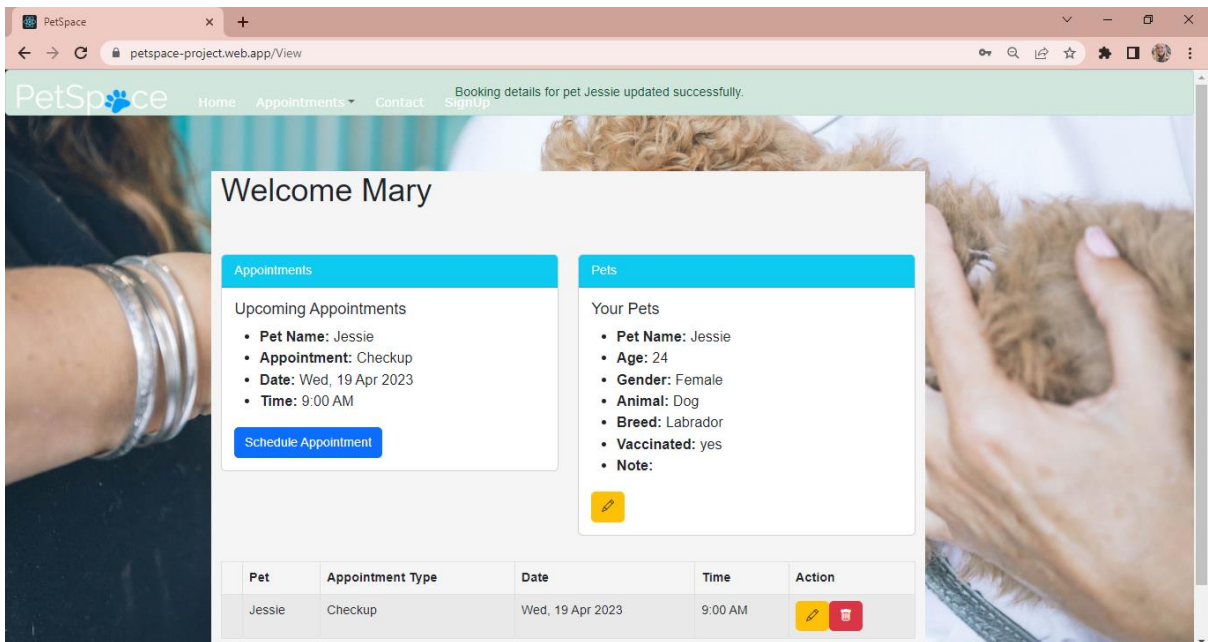 PetSpace
petspace-project.web.app/View
PetSpace
Home Appointments Contact SignUp
Booking details for pet Jessie updated successfully.
Welcome Mary
Appointments
Upcoming Appointments
Pet Name: Jessie
Appointment: Checkup
Date: Wed, 19 Apr 2023
Time: 9:00 AM
Schedule Appointment
Pets
Your Pets
Pet Name: Jessie
Age: 24
Gender: Female
Animal: Dog
Breed: Labrador
Vaccinated: yes
Note:
Pet Appointment Type Date Time Action
Jessie Checkup Wed, 19 Apr 2023 9:00 AM